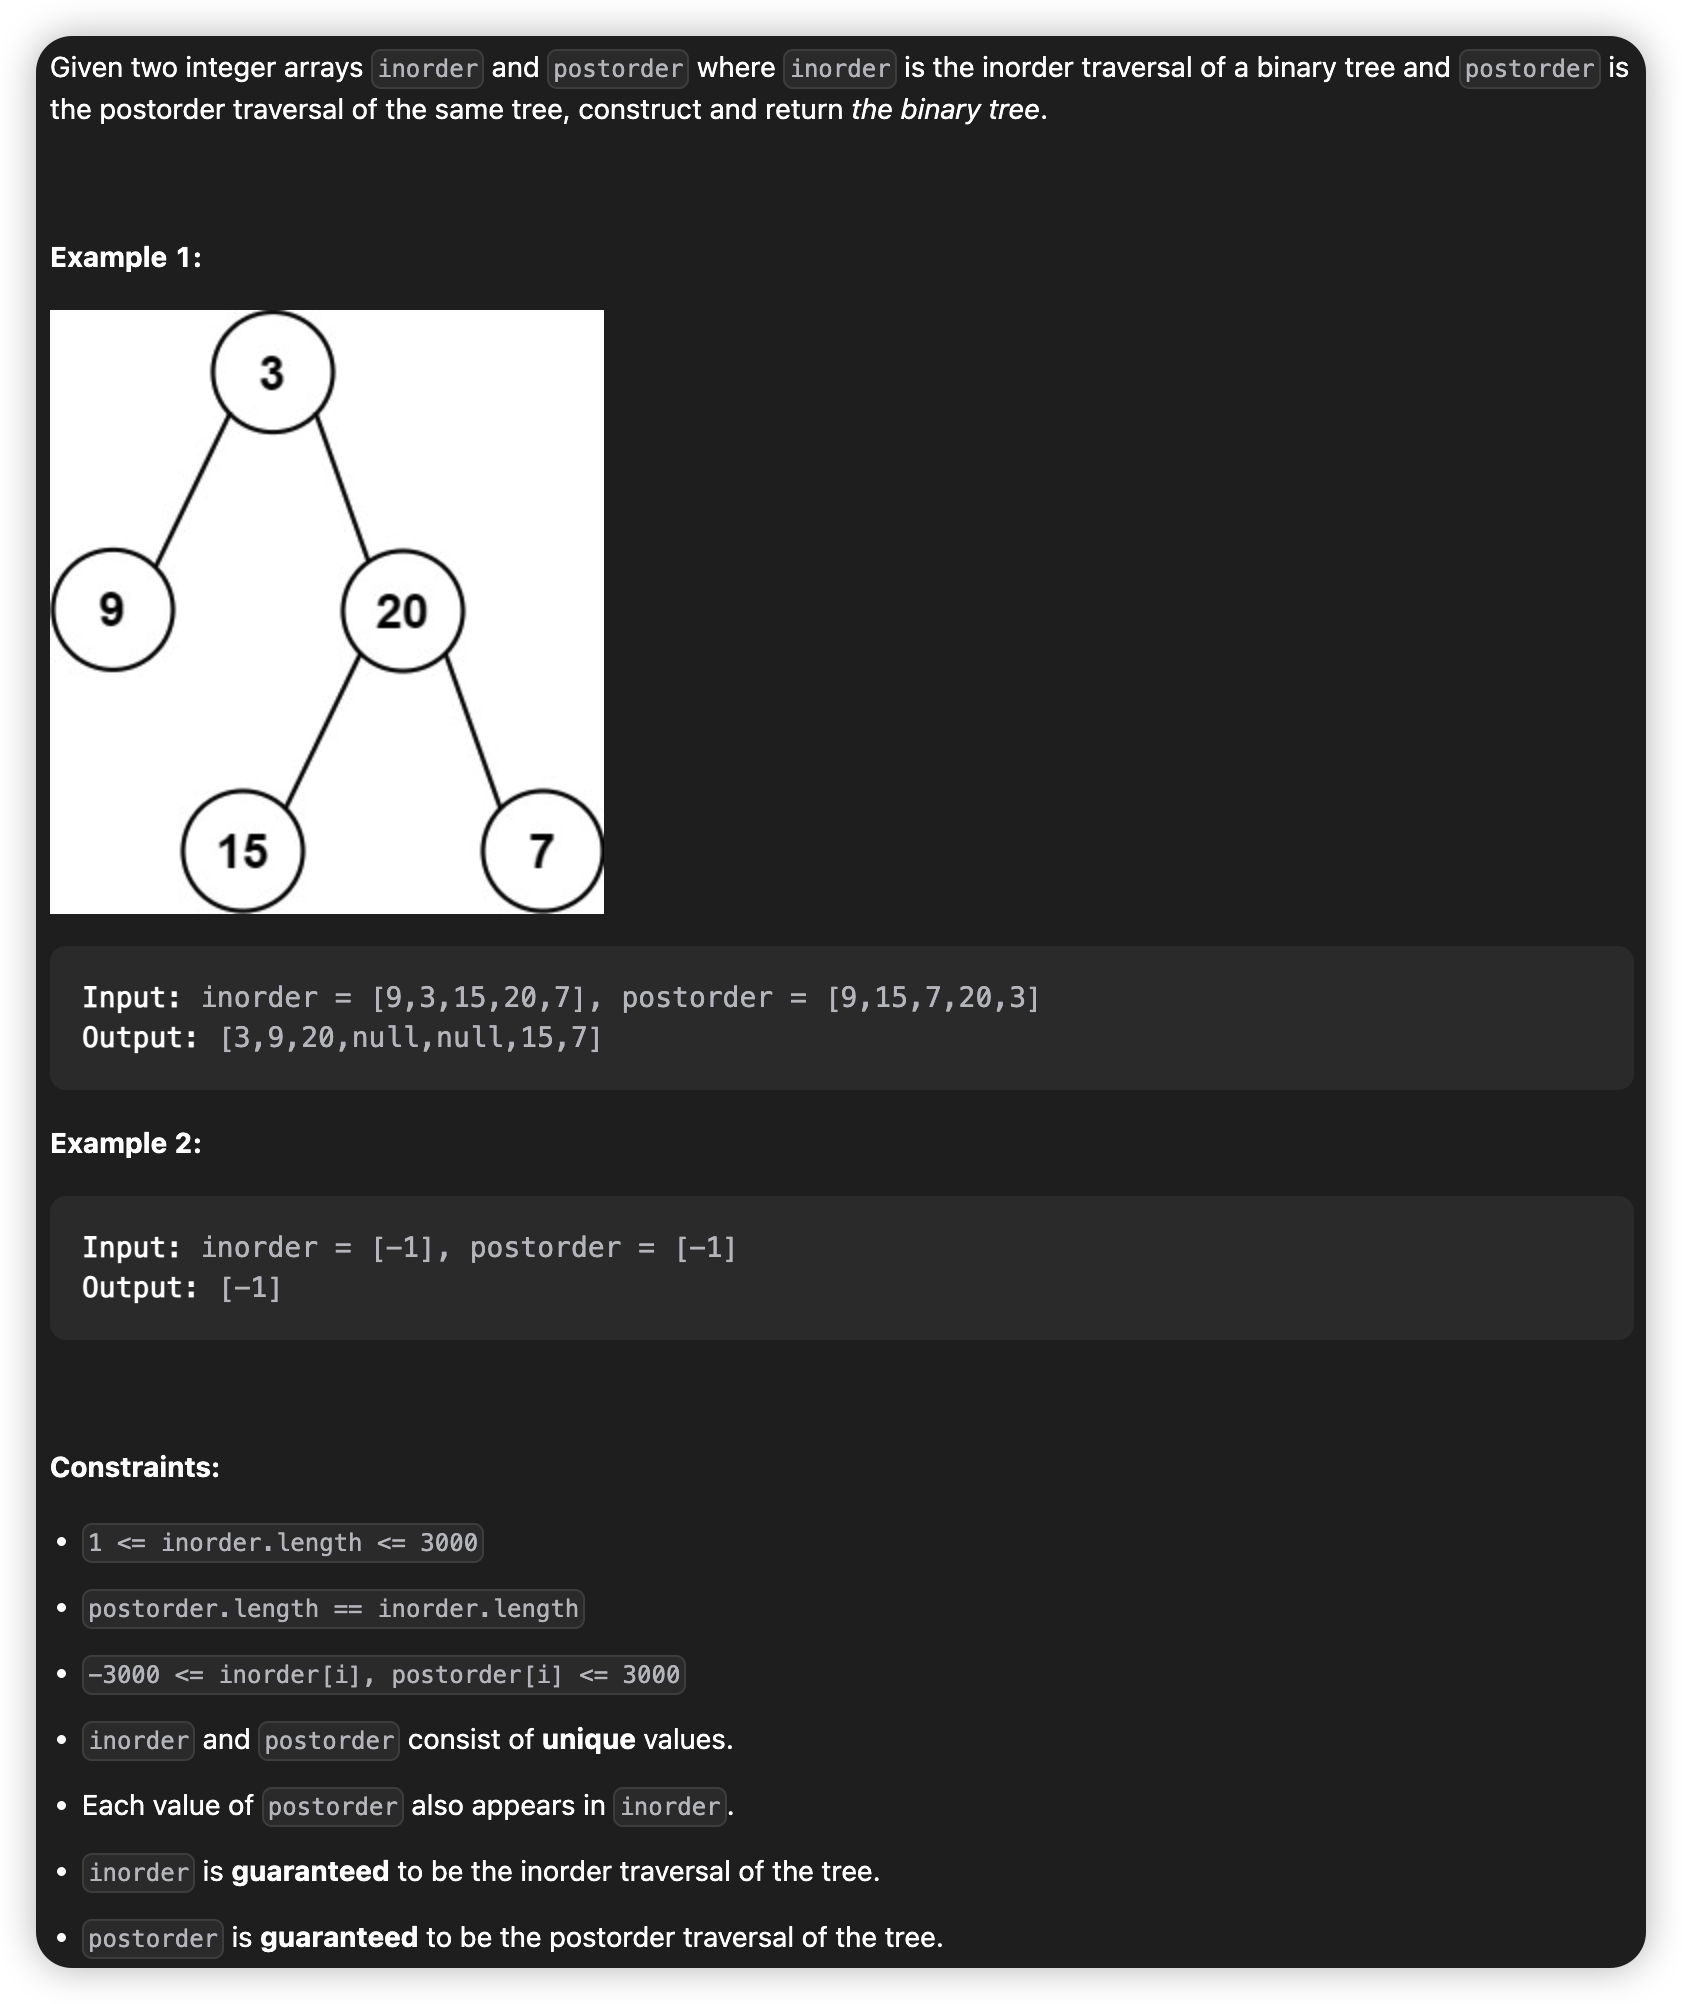 Given two integer arrays inorder and postorder where inorder is the inorder traversal of a binary tree and postorder is
the postorder traversal of the same tree, construct and return the binary tree.
Example 1:
3
9
20
15
7
Input: inorder = [9,3,15,20,7], postorder = [9,15,7,20,3]
Output: [3,9,20,null,null,15,7]
Example 2:
Input: inorder = [-1], postorder = [-1]
Output: [-1]
Constraints:
• 1 <= inorder.length <= 3000
• postorder.length == inorder.length
• -3000 <= inorder[i], postorder[i] <= 3000
• inorder and postorder consist of unique values.
• Each value of postorder also appears in inorder.
• inorder is guaranteed to be the inorder traversal of the tree.
• postorder is guaranteed to be the postorder traversal of the tree.